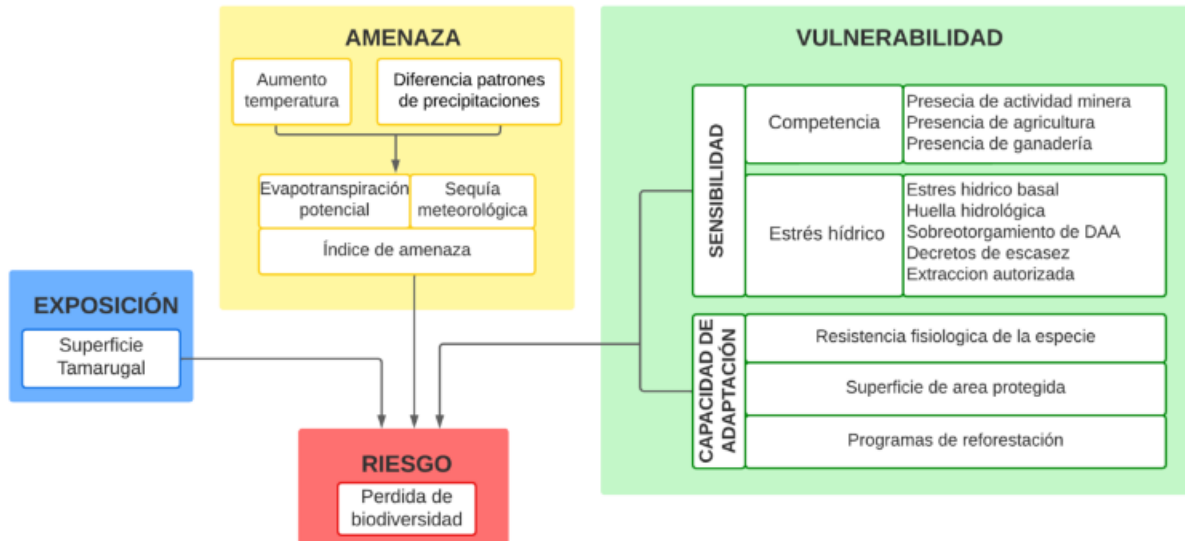 AMENAZA
Aumento
temperatura
Diferencia patrones
de precipitaciones
Evapotranspiración
potencial
Sequía
meteorológica
Índice de amenaza
EXPOSICIÓN
Superficie
Tamarugal
RIESGO
Perdida de
biodiversidad
VULNERABILIDAD
SENSIBILIDAD
Competencia
Presecia de actividad minera
Presencia de agricultura
Presencia de ganadería
Estrés hídrico
Estres hidrico basal
Huella hidrológica
Sobreotorgamiento de DAA
Decretos de escasez
Extraccion autorizada
CAPACIDAD DE
ADAPTACIÓN
Resistencia fisiologica de la especie
Superficie de area protegida
Programas de reforestación